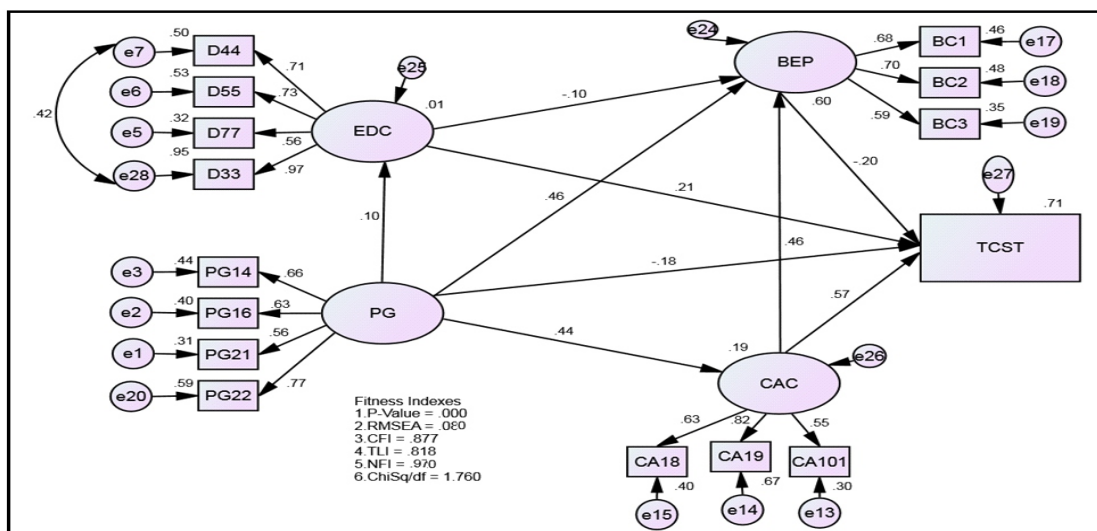 .50
e7
D44
.71
.53
e6
D55
.73
.42
.32
e5
D77
.56
.95
e28
D33
.97
e25
.01
EDC
e24
BEP
.60
.68
BC1
.46
e17
.70
BC2
.48
e18
.59
BC3
.35
e19
-.10
.46
.21
-.20
e27
.71
TCST
.10
-.18
.46
.57
.44
e3
.44
PG14
.66
e2
.40
PG16
.63
e1
.31
PG21
.56
e20
.59
PG22
.77
PG
.19
CAC
e26
.63
.82
.55
CA18
CA19
CA101
.40
.67
.30
e15
e14
e13
Fitness Indexes
1.P-Value = .000
2.RMSEA = .080
3.CFI = .877
4.TLI = .818
5.NFI = .970
6.ChiSq/df = 1.760